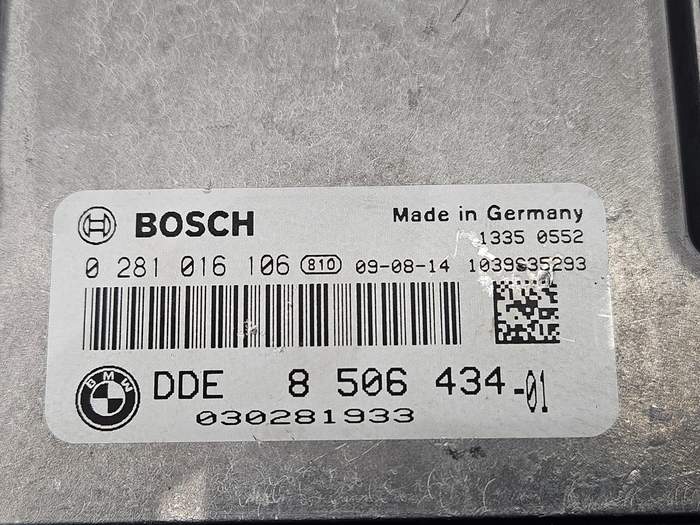 BOSCH Made in Germany
1335 0552
0 281 016 106 810 09-08-14 1039S35293
BMW DDE 8 506 434-01
030281933